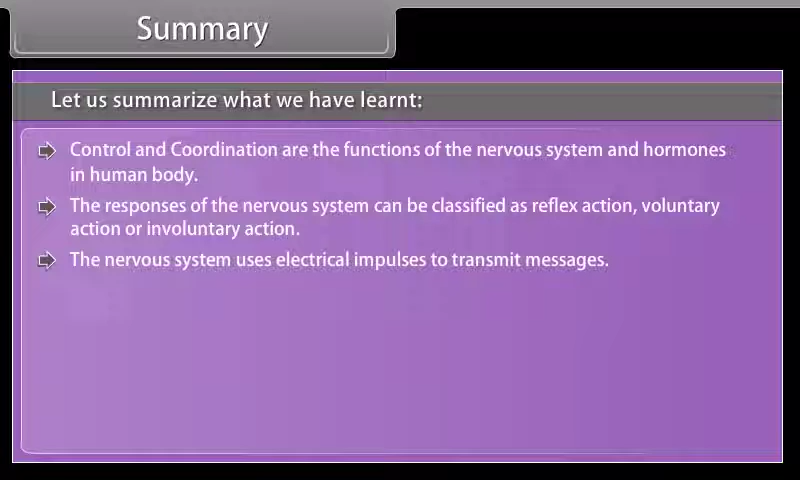 Summary
Let us summarize what we have learnt:
Control and Coordination are the functions of the nervous system and hormones
in human body.
The responses of the nervous system can be classified as reflex action, voluntary
action or involuntary action.
The nervous system uses electrical impulses to transmit messages.